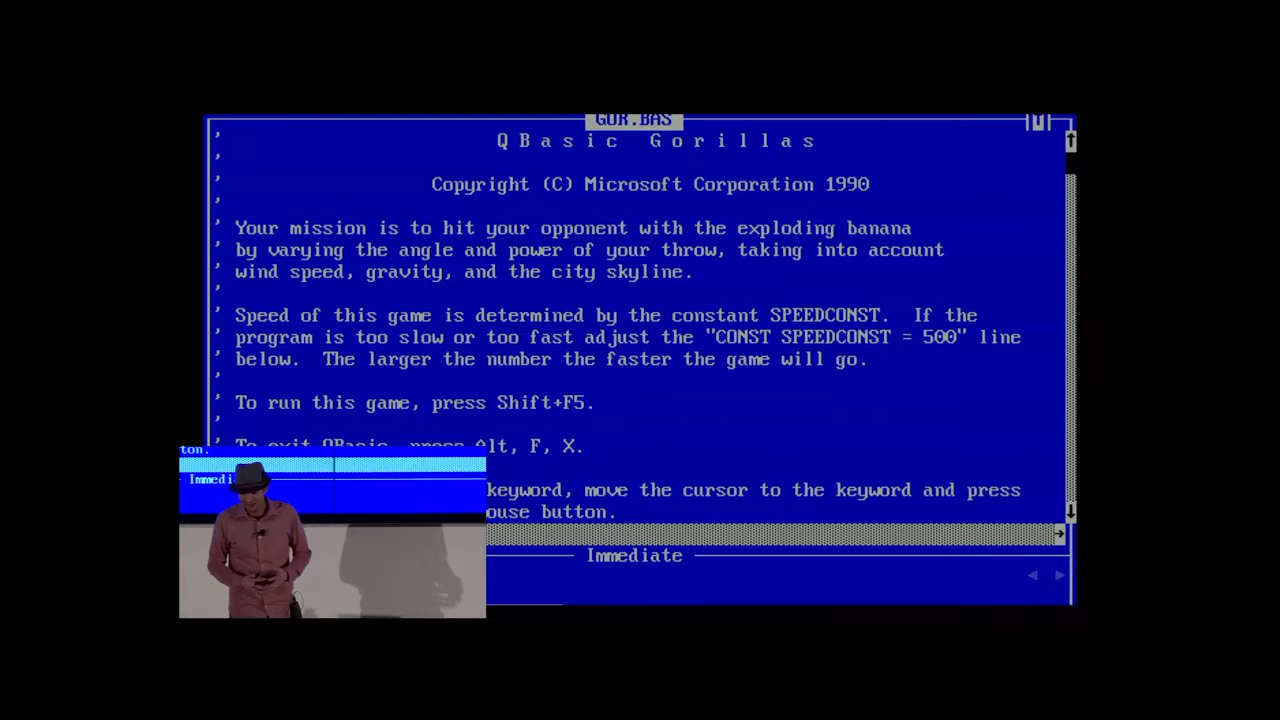 GOR.BAS
' Q B a s i c   G o r i l l a s
'
' Copyright (C) Microsoft Corporation 1990
'
' Your mission is to hit your opponent with the exploding banana
' by varying the angle and power of your throw, taking into account
' wind speed, gravity, and the city skyline.
'
' Speed of this game is determined by the constant SPEEDCONST.  If the
' program is too slow or too fast adjust the "CONST SPEEDCONST = 500" line
' below.  The larger the number the faster the game will go.
'
' To run this game, press Shift+F5.
'
' To exit QBasic, press Alt, F, X.
keyword, move the cursor to the keyword and press
ouse button.
Immediate
ton.
Immedi